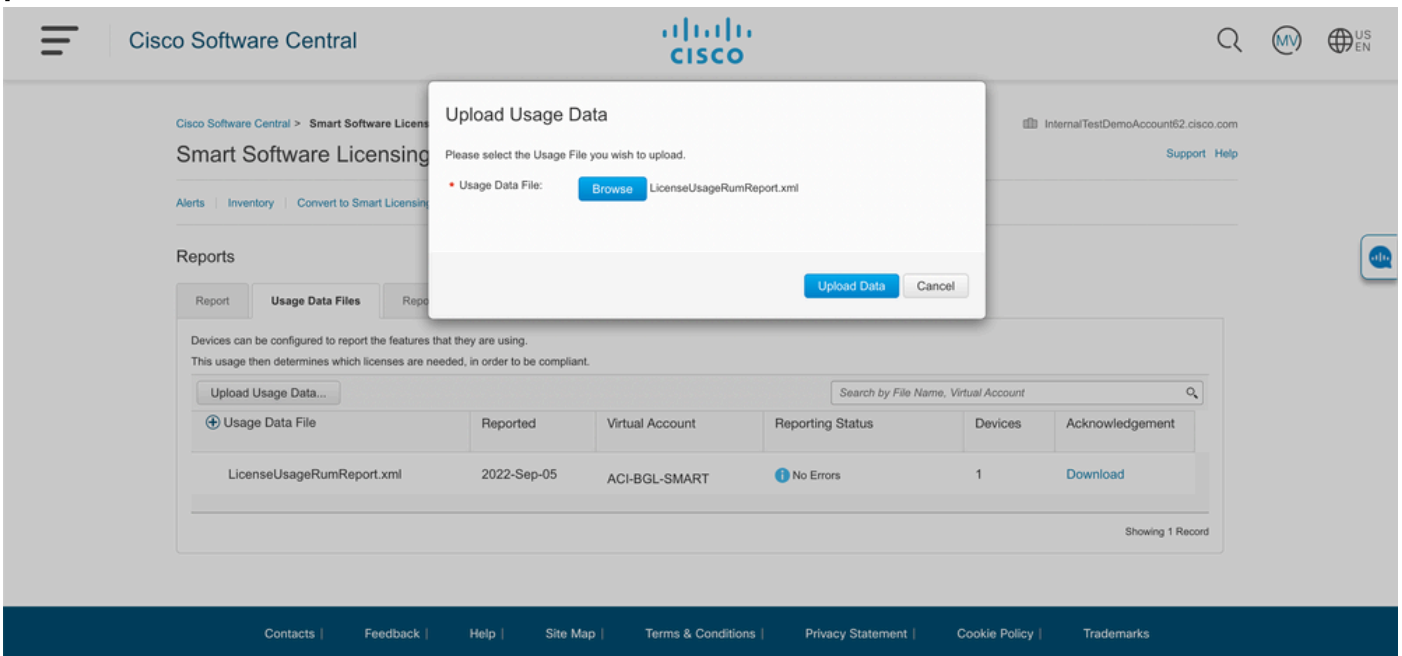 Cisco Software Central
CISCO
MV
US
EN
Cisco Software Central > Smart Software Licens
InternalTestDemoAccount62.cisco.com
Smart Software Licensing
Support Help
Alerts | Inventory | Convert to Smart Licensing
Upload Usage Data
Please select the Usage File you wish to upload.
* Usage Data File: Browse LicenseUsageRumReport.xml
Upload Data Cancel
Reports
Report Usage Data Files Repo
Devices can be configured to report the features that they are using.
This usage then determines which licenses are needed, in order to be compliant.
Upload Usage Data... Search by File Name, Virtual Account
Usage Data File Reported Virtual Account Reporting Status Devices Acknowledgement
LicenseUsageRumReport.xml 2022-Sep-05 ACI-BGL-SMART No Errors 1 Download
Showing 1 Record
Contacts | Feedback | Help | Site Map | Terms & Conditions | Privacy Statement | Cookie Policy | Trademarks